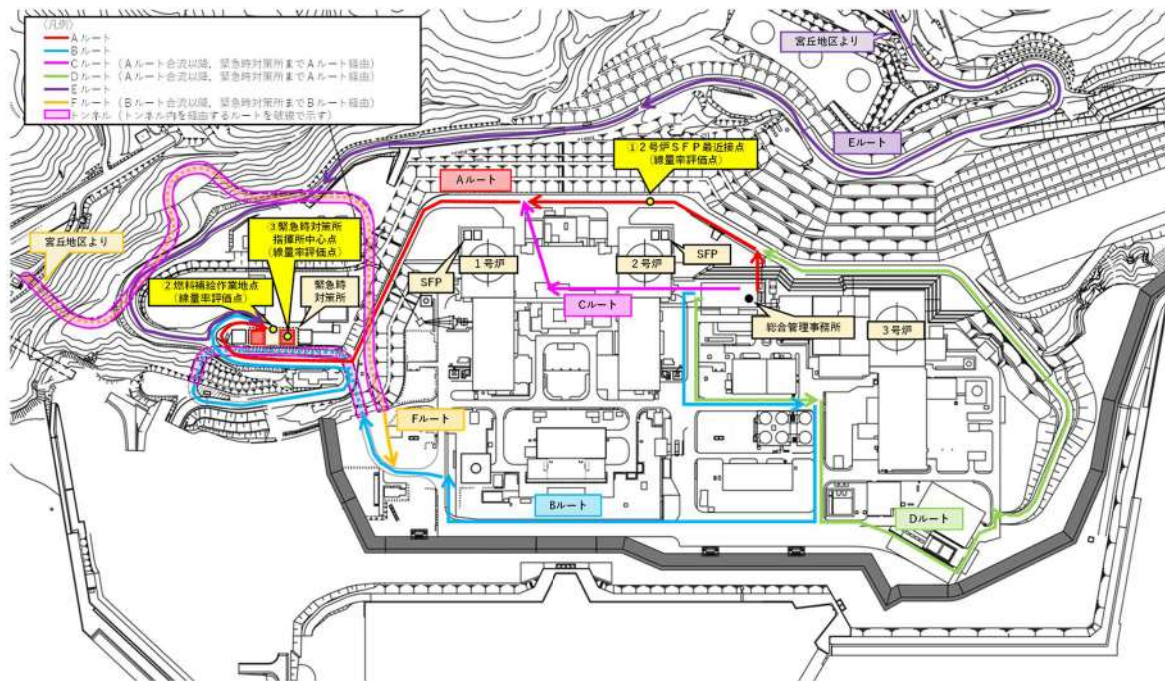 〈凡例〉
Aルート
Bルート
Cルート（Aルート合流以降，緊急時対策所までAルート経由）
Dルート（Aルート合流以降，緊急時対策所までAルート経由）
Eルート
Fルート（Bルート合流以降，緊急時対策所までBルート経由）
トンネル（トンネル内を経由するルートを破線で示す）
宮丘地区より
Eルート
①2号炉SFP最近接点
（線量率評価点）
Aルート
③緊急時対策所
指揮所中心点
（線量率評価点）
宮丘地区より
②燃料補給作業地点
（線量率評価点）
緊急時
対策所
SFP
1号炉
2号炉
SFP
Cルート
総合管理事務所
3号炉
Fルート
Bルート
Dルート